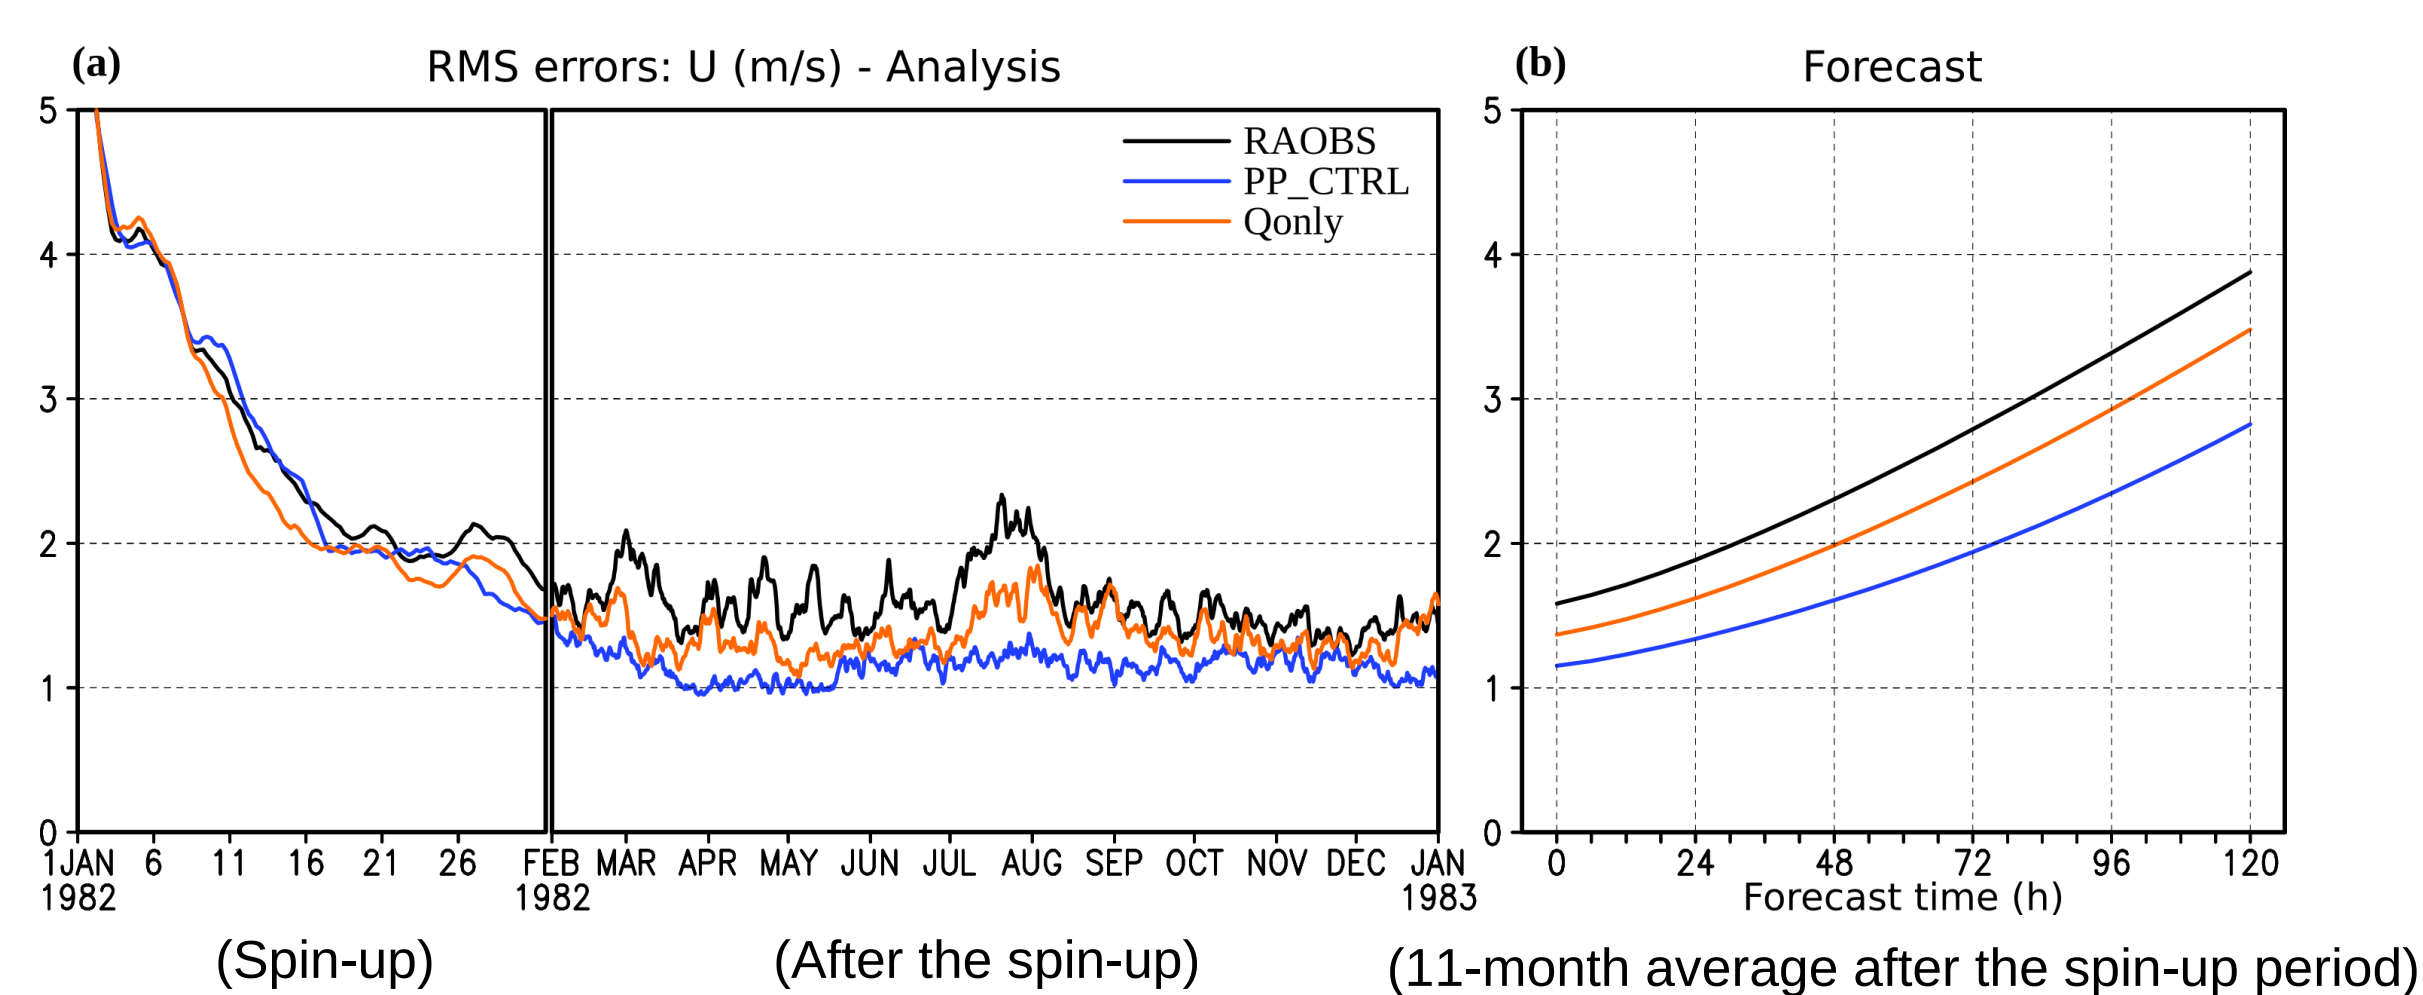 (a) RMS errors: U (m/s) - Analysis
5
4
3
2
1
0
RAOBS
PP_CTRL
Qonly
1JAN 6 11 16 21 26 FEB MAR APR MAY JUN JUL AUG SEP OCT NOV DEC JAN
1982 1982 1983
(Spin-up) (After the spin-up)
(b) Forecast
5
4
3
2
1
0
0 24 48 72 96 120
Forecast time (h)
(11-month average after the spin-up period)